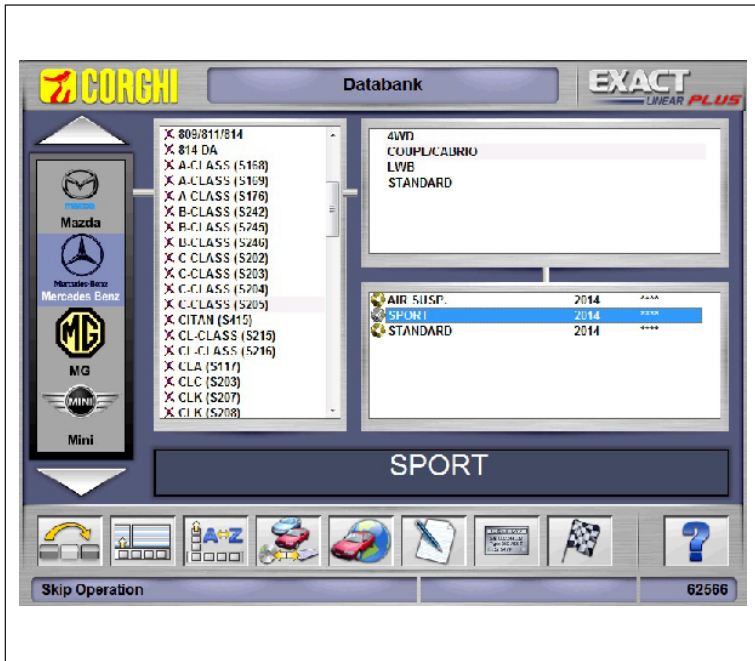 CORGHI
Databank
EXACT
LINEAR PLUS
mazda
Mazda
Mercedes-Benz
Mercedes Benz
MG
MG
MINI
Mini
809/811/814
814 DA
A-CLASS (S168)
A-CLASS (S169)
A CLASS (S176)
B-CLASS (S242)
B-CLASS (S245)
B-CLASS (S246)
C CLASS (S202)
C-CLASS (S203)
C-CLASS (S204)
C-CLASS (S205)
CITAN (S415)
CL-CLASS (S215)
CL-CLASS (S216)
CLA (S117)
CLC (S203)
CLK (S207)
CLK (S208)
4WD
COUPE/CABRIO
LWB
STANDARD
AIR SUSP. 2014 ****
SPORT 2014 ****
STANDARD 2014 ****
SPORT
A↔Z
?
Skip Operation
62566